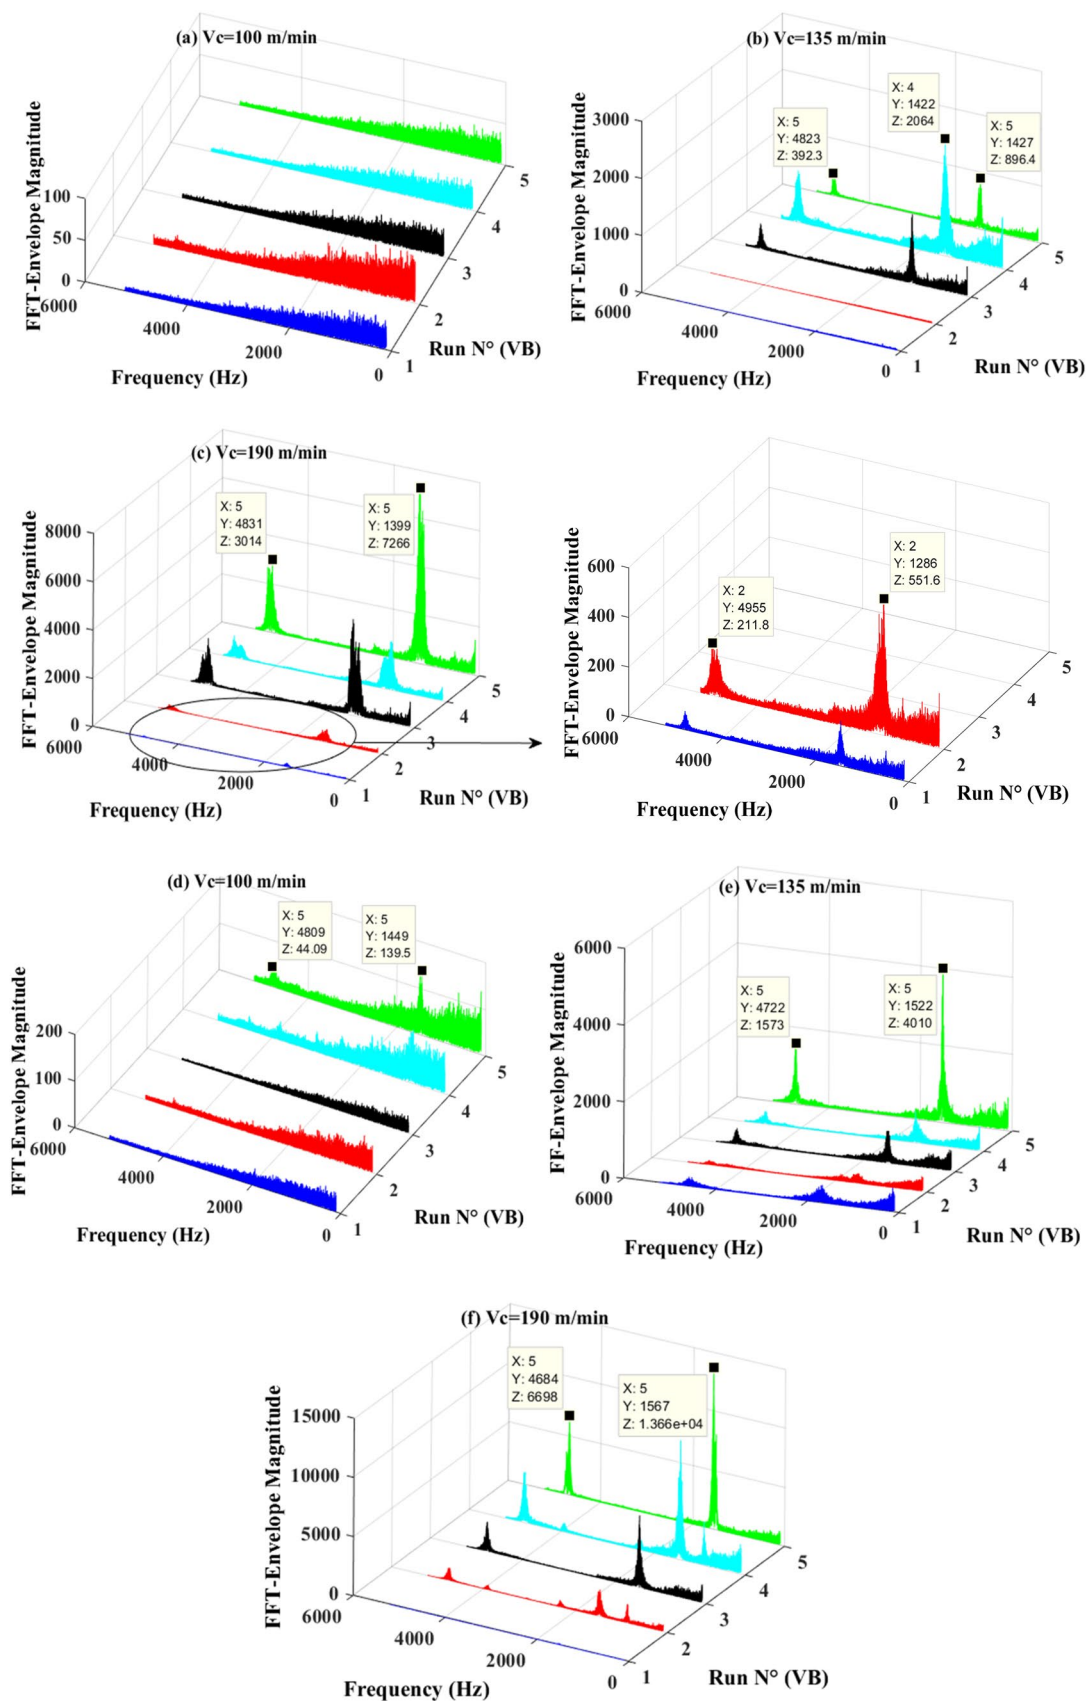 (a) Vc=100 m/min
FFT-Envelope Magnitude
100
50
0
6000
4000
2000
0
Frequency (Hz)
1
2
3
4
5
Run N° (VB)
(b) Vc=135 m/min
X: 5
Y: 4823
Z: 392.3
X: 4
Y: 1422
Z: 2064
X: 5
Y: 1427
Z: 896.4
FFT-Envelope Magnitude
3000
2000
1000
0
6000
4000
2000
0
Frequency (Hz)
1
2
3
4
5
Run N° (VB)
(c) Vc=190 m/min
X: 5
Y: 4831
Z: 3014
X: 5
Y: 1399
Z: 7266
FFT-Envelope Magnitude
8000
6000
4000
2000
0
6000
4000
2000
0
Frequency (Hz)
1
2
3
4
5
Run N° (VB)
X: 2
Y: 4955
Z: 211.8
X: 2
Y: 1286
Z: 551.6
FFT-Envelope Magnitude
600
400
200
0
6000
4000
2000
0
Frequency (Hz)
1
2
3
4
5
Run N° (VB)
(d) Vc=100 m/min
X: 5
Y: 4809
Z: 44.09
X: 5
Y: 1449
Z: 139.5
FFT-Envelope Magnitude
200
100
0
6000
4000
2000
0
Frequency (Hz)
1
2
3
4
5
Run N° (VB)
(e) Vc=135 m/min
X: 5
Y: 4722
Z: 1573
X: 5
Y: 1522
Z: 4010
FF-Envelope Magnitude
6000
4000
2000
0
6000
4000
2000
0
Frequency (Hz)
1
2
3
4
5
Run N° (VB)
(f) Vc=190 m/min
X: 5
Y: 4684
Z: 6698
X: 5
Y: 1567
Z: 1.366e+04
FFT-Envelope Magnitude
15000
10000
5000
0
6000
4000
2000
0
Frequency (Hz)
1
2
3
4
5
Run N° (VB)